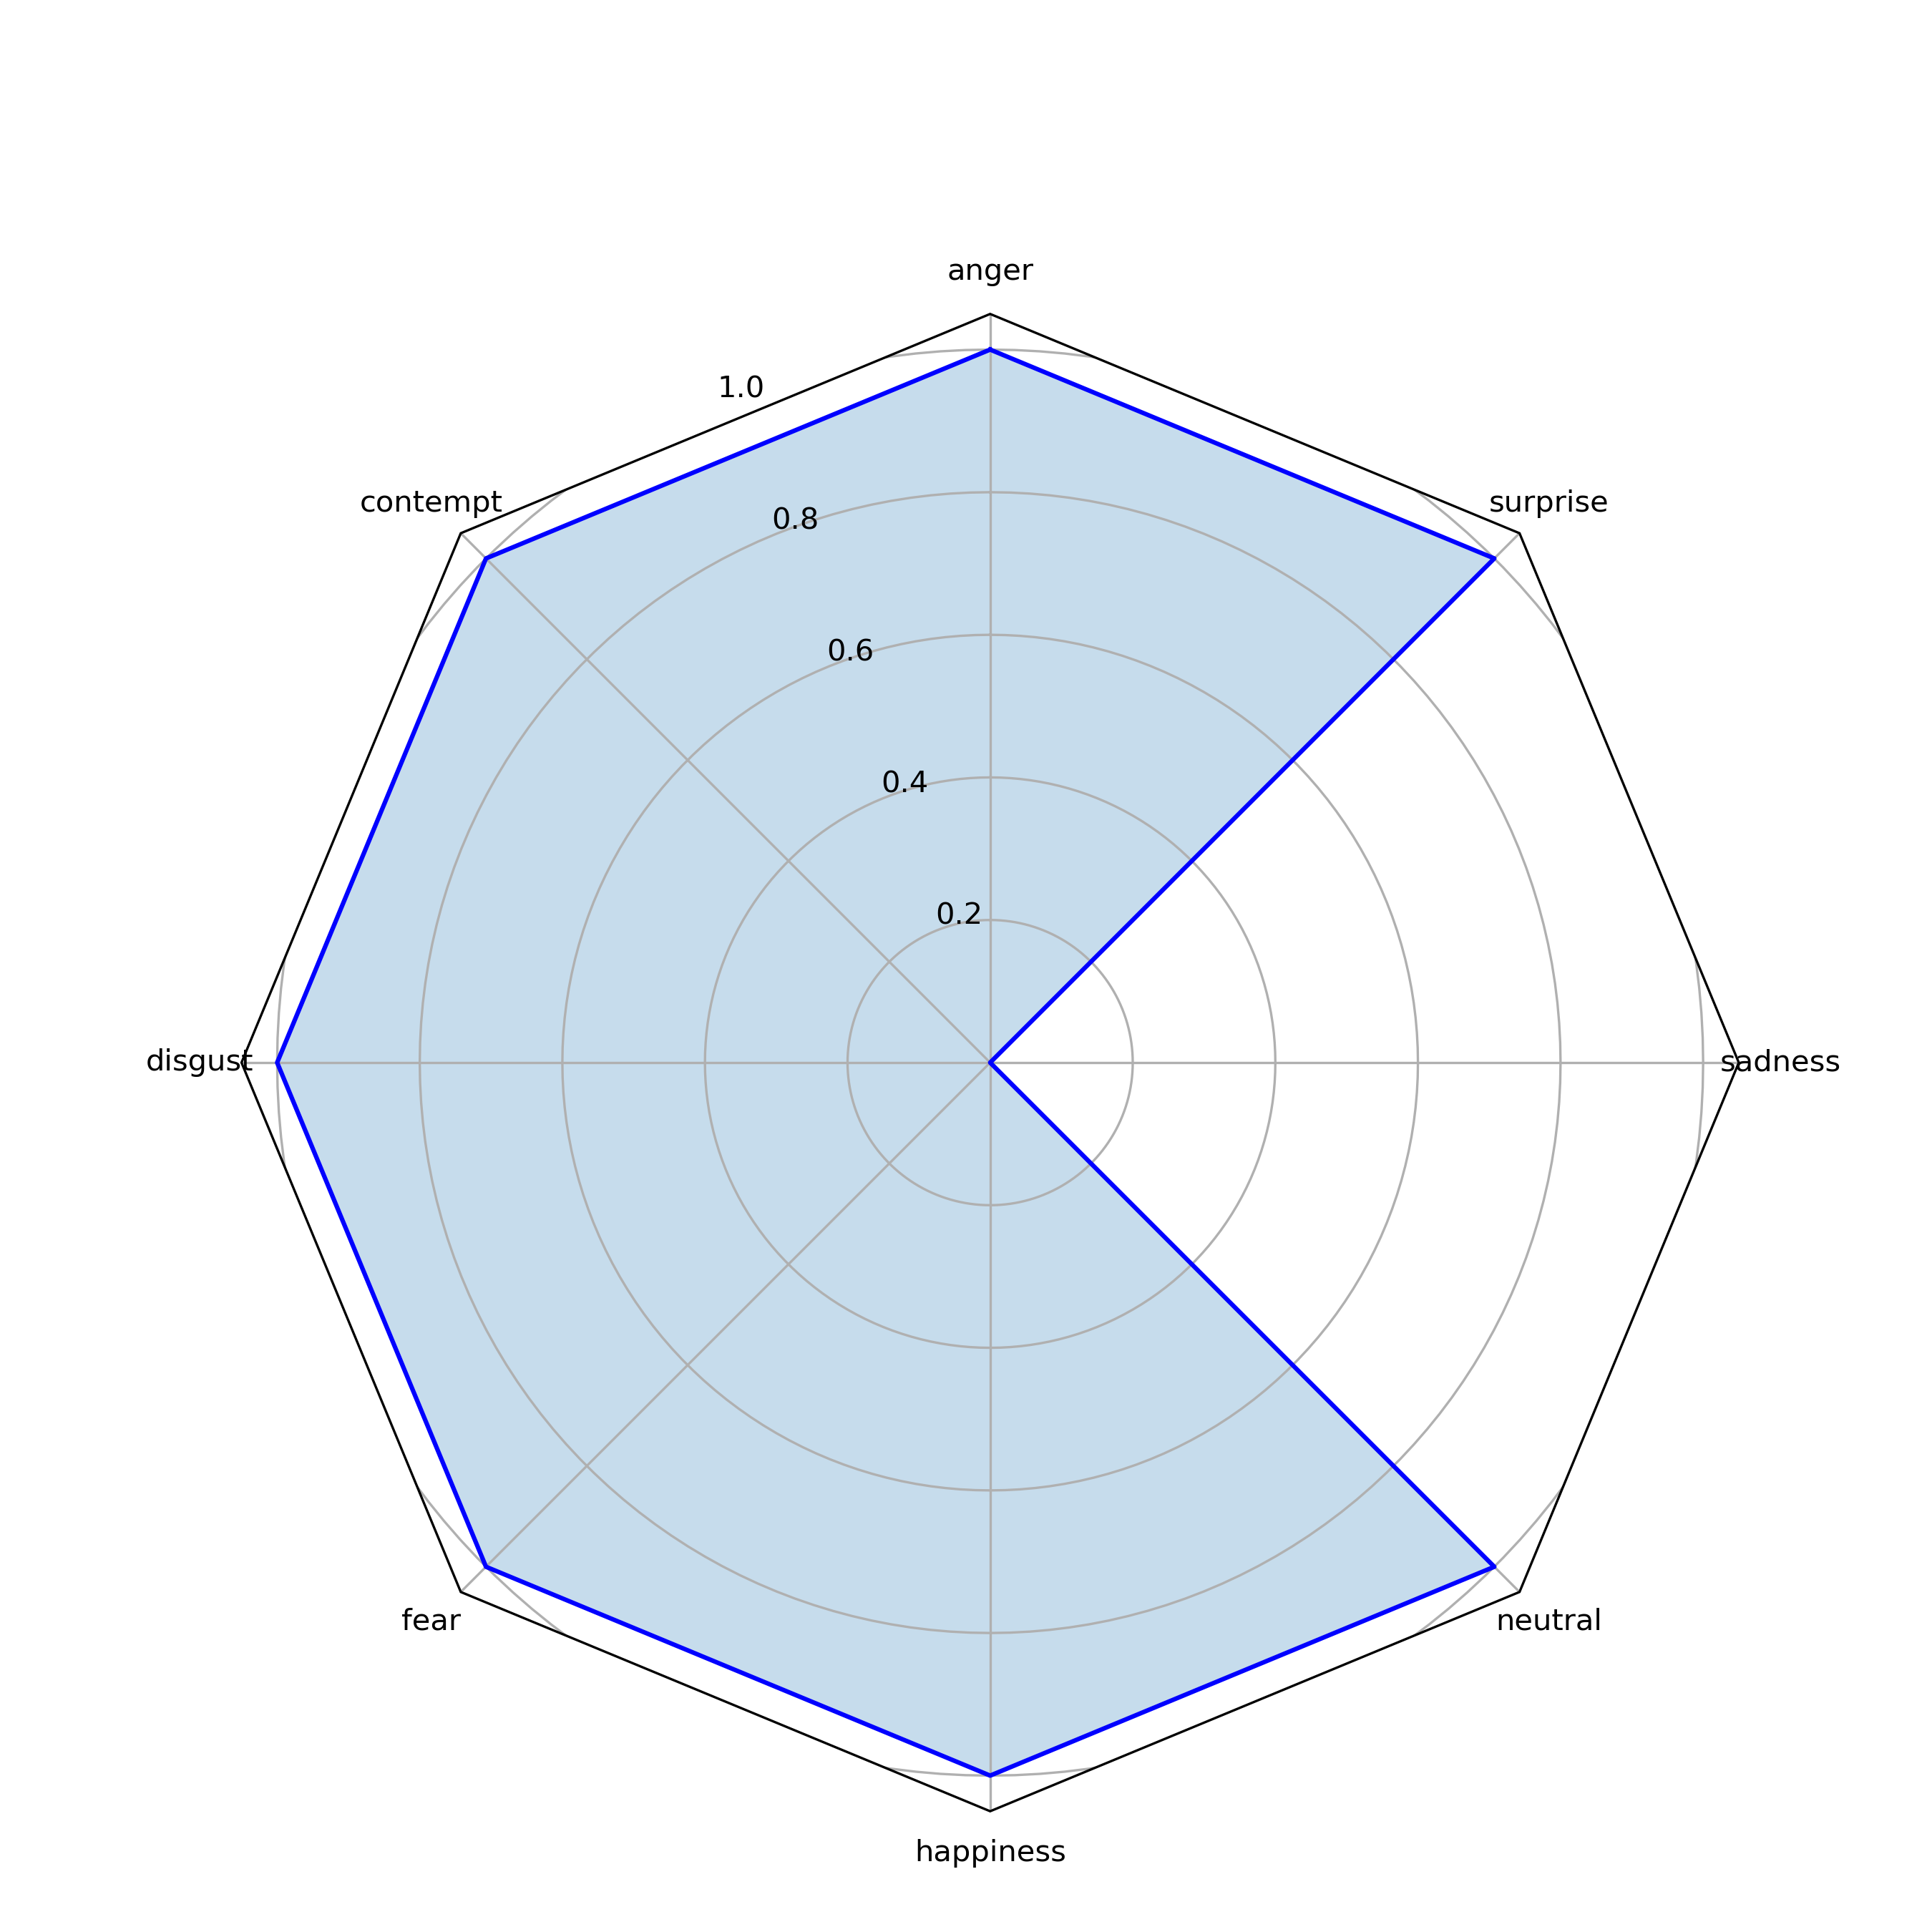 anger
1.0
contempt
surprise
0.8
0.6
0.4
0.2
disgust
sadness
fear
neutral
happiness